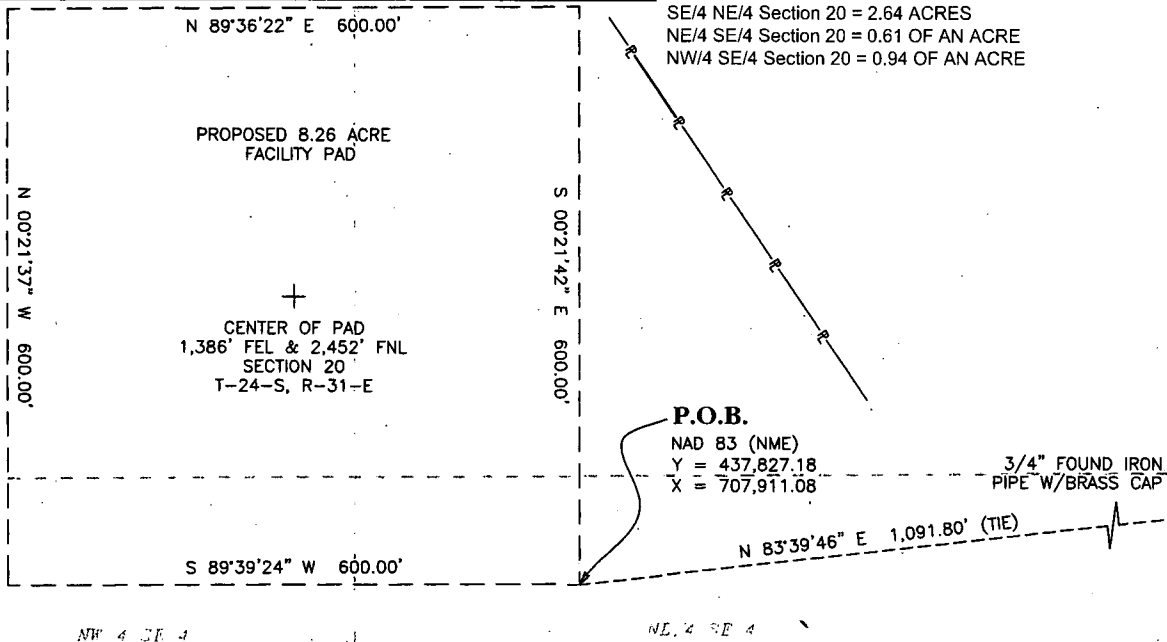 SE/4 NE/4 Section 20 = 2.64 ACRES
NE/4 SE/4 Section 20 = 0.61 OF AN ACRE
NW/4 SE/4 Section 20 = 0.94 OF AN ACRE
N 89°36'22" E 600.00'
PROPOSED 8.26 ACRE
FACILITY PAD
N 00°21'37" W 600.00'
S 00°21'42" E 600.00'
CENTER OF PAD
1,386' FEL & 2,452' FNL
SECTION 20
T-24-S, R-31-E
P.O.B.
NAD 83 (NME)
Y = 437,827.18
X = 707,911.08
3/4" FOUND IRON
PIPE W/BRASS CAP
N 83°39'46" E 1,091.80' (TIE)
S 89°39'24" W 600.00'